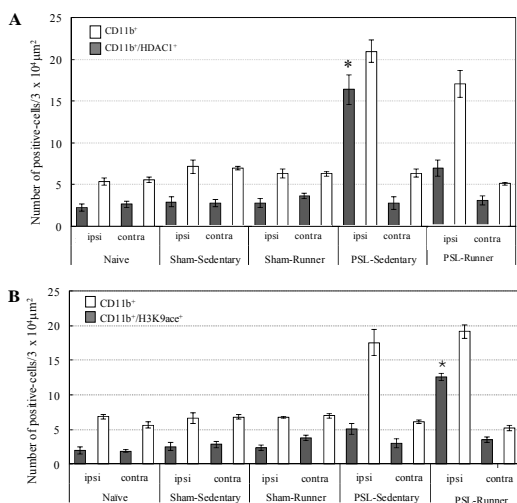 A
CD11b⁺
CD11b⁺/HDAC1⁺
Number of positive-cells/3 x 10⁴μm²
25
20
15
10
5
0
*
ipsi contra ipsi contra ipsi contra ipsi contra ipsi contra
Naive Sham-Sedentary Sham-Runner PSL-Sedentary PSL-Runner
B
CD11b⁺
CD11b⁺/H3K9ace⁺
Number of positive-cells/3 x 10⁴μm²
25
20
15
10
5
0
*
ipsi contra ipsi contra ipsi contra ipsi contra ipsi contra
Naïve Sham-Sedentary Sham-Runner PSL-Sedentary PSL-Runner